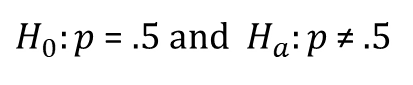 H₀: p = .5 and Hₐ: p ≠ .5